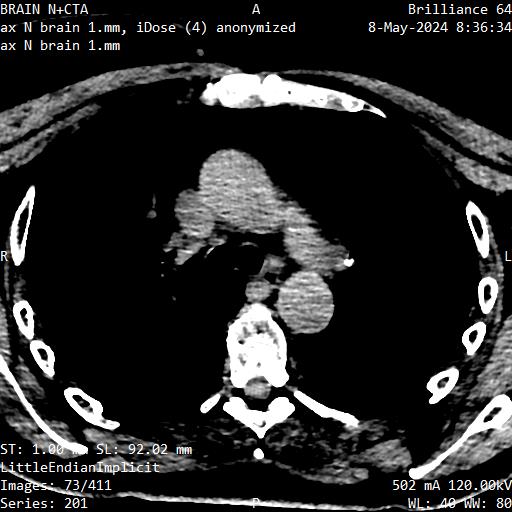 BRAIN N+CTA
A
Brilliance 64
ax N brain 1.mm, iDose (4) anonymized
8-May-2024 8:36:34
ax N brain 1.mm
R
L
ST: 1.00 mm SL: 92.02 mm
LittleEndianImplicit
Images: 73/411
502 mA 120.00kV
Series: 201
P
WL: 40 WW: 80